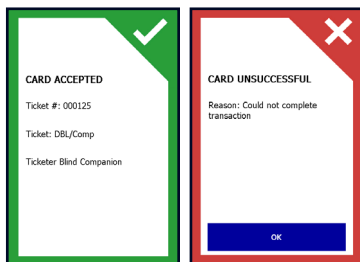 CARD ACCEPTED
Ticket #: 000125
Ticket: DBL/Comp
Ticketer Blind Companion
CARD UNSUCCESSFUL
Reason: Could not complete
transaction
OK